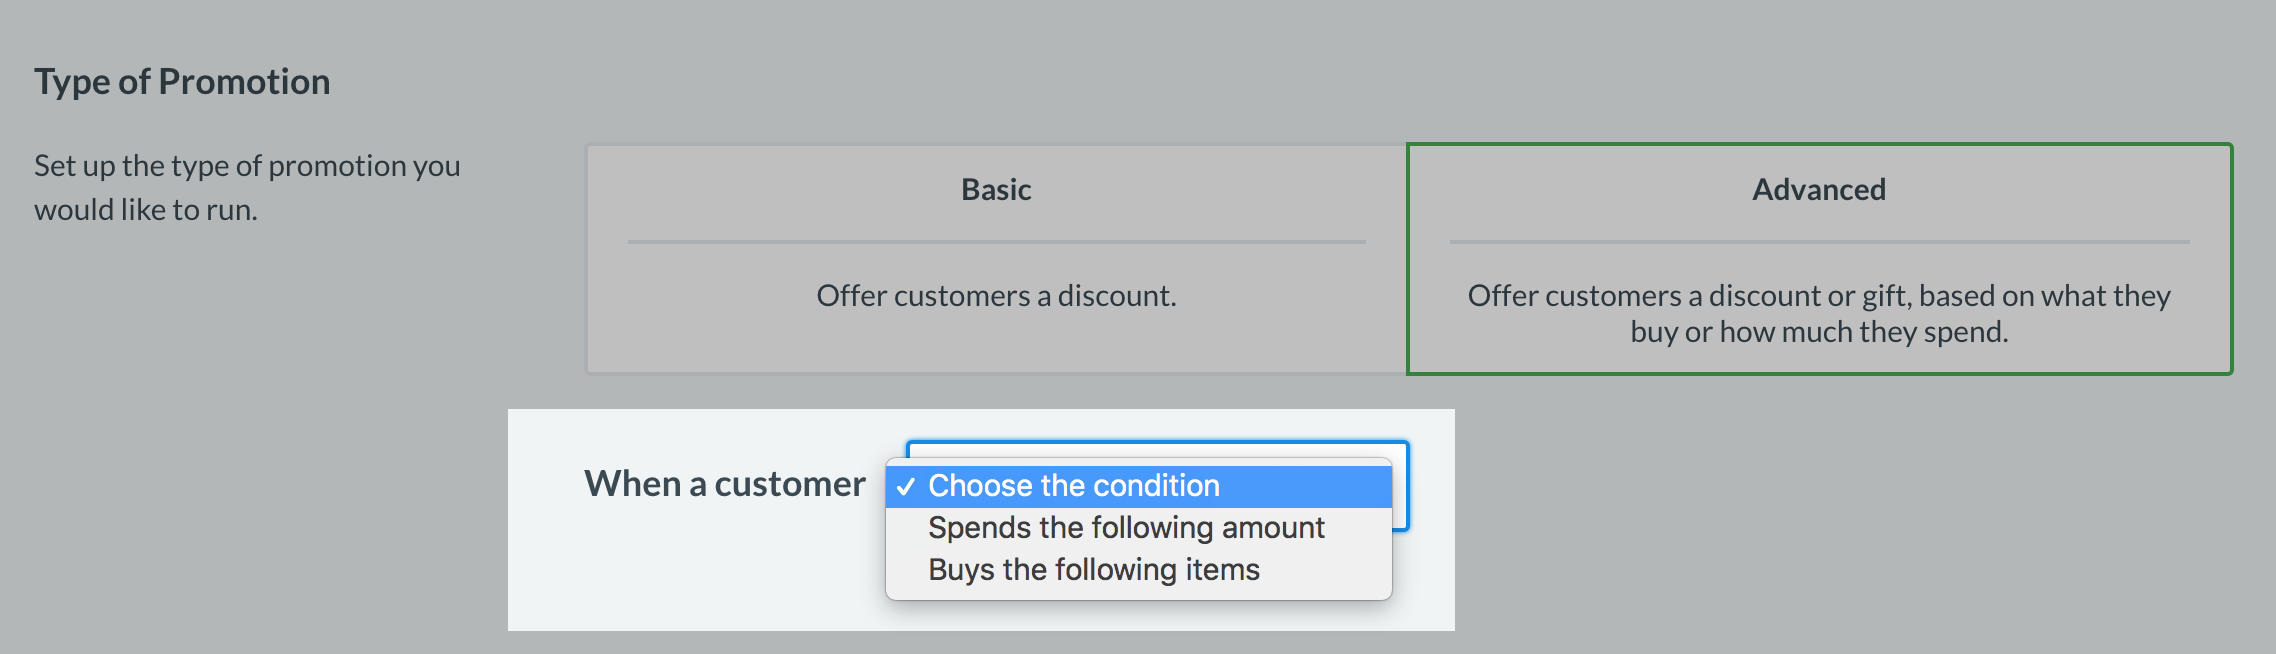 Type of Promotion
Set up the type of promotion you
would like to run.
Basic
Offer customers a discount.
Advanced
Offer customers a discount or gift, based on what they
buy or how much they spend.
When a customer
✓ Choose the condition
Spends the following amount
Buys the following items